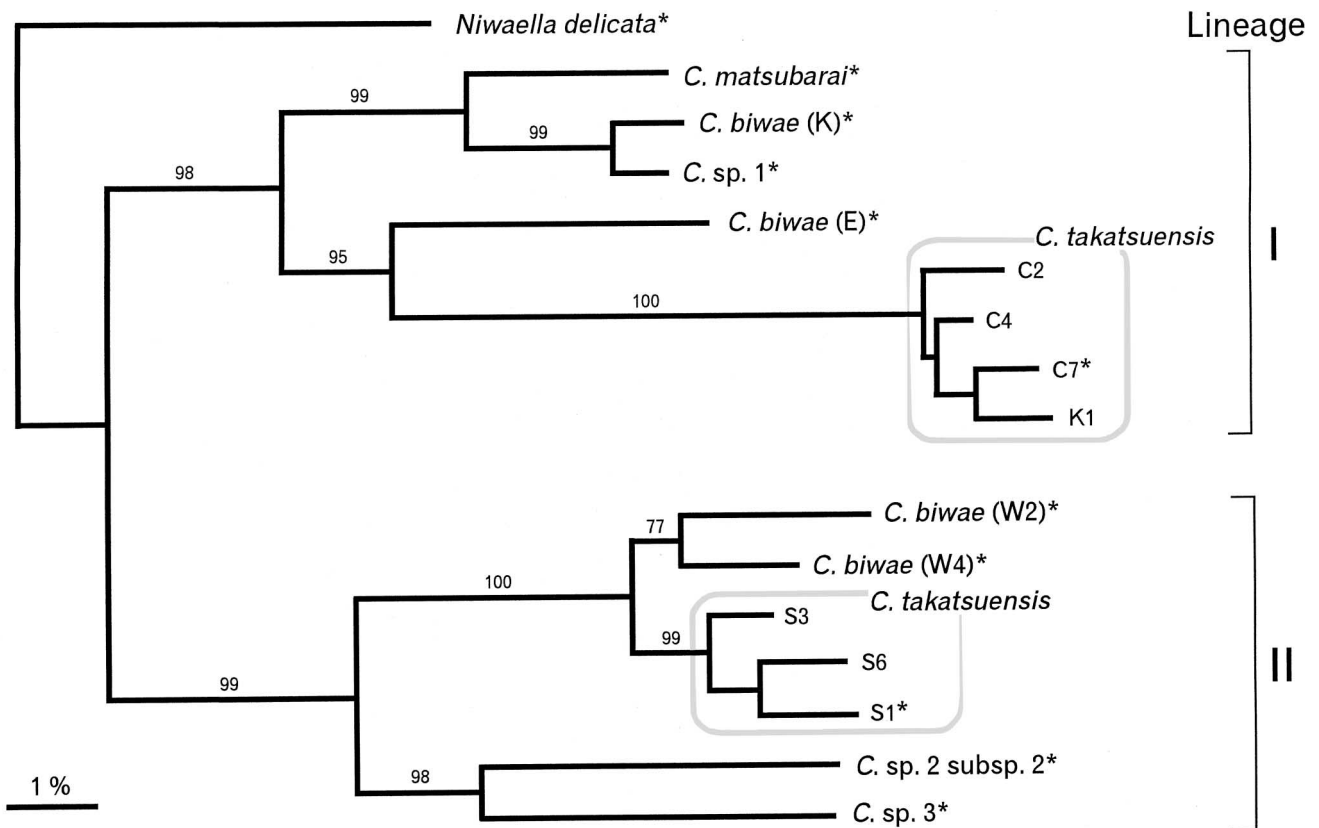 Niwaella delicata*
Lineage
C. matsubarai*
99
C. biwae (K)*
99
C. sp. 1*
98
C. biwae (E)*
C. takatsuensis
I
95
C2
100
C4
C7*
K1
C. biwae (W2)*
77
C. biwae (W4)*
100
C. takatsuensis
S3
99
S6
II
99
S1*
C. sp. 2 subsp. 2*
98
1 %
C. sp. 3*